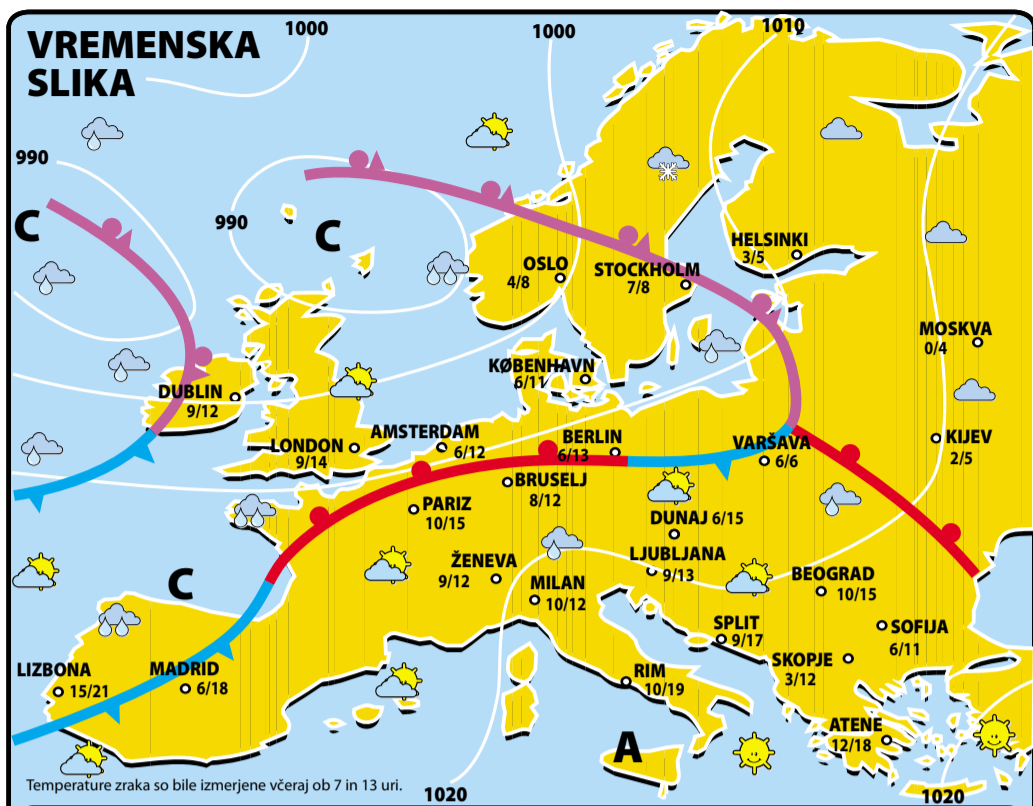 VREMENSKA
SLIKA
1000
1000
1010
990
990
C
C
HELSINKI
3/5
OSLO
4/8
STOCKHOLM
7/8
MOSKVA
0/4
KØBENHAVN
6/11
DUBLIN
9/12
LONDON
9/14
AMSTERDAM
6/12
BERLIN
6/13
VARŠAVA
6/6
KIJEV
2/5
BRUSELJ
8/12
PARIZ
10/15
DUNAJ 6/15
ŽENEVA
9/12
LJUBLJANA
9/13
MILAN
10/12
BEOGRAD
10/15
C
SPLIT
9/17
SOFIJA
6/11
SKOPJE
3/12
LIZBONA
15/21
MADRID
6/18
RIM
10/19
ATENE
12/18
A
Temperature zraka so bile izmerjene včeraj ob 7 in 13 uri.
1020
1020